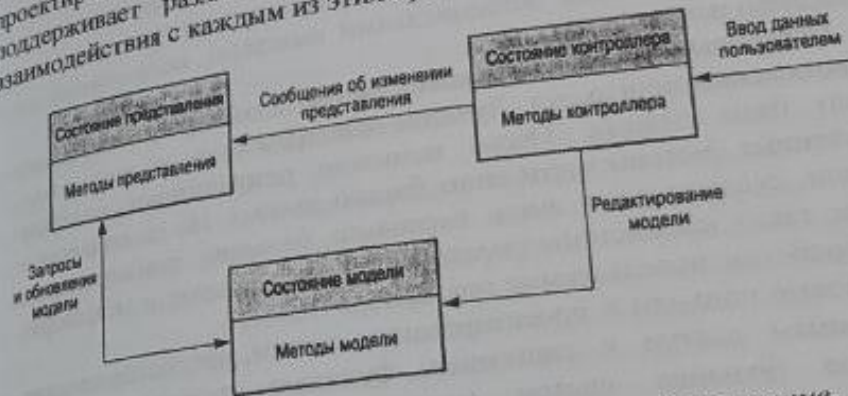 поддерживает
взаимодействия с каждым из
Состояние контроллера
Методы контроллера
Ввод данных
пользователем
Сообщения об изменении
представления
Состояние представления
Методы представления
Редактирование
модели
Запросы
и обновления
модели
Состояние модели
Методы модели